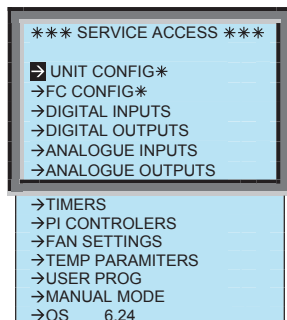 *** SERVICE ACCESS ***
→ UNIT CONFIG*
→FC CONFIG*
→DIGITAL INPUTS
→DIGITAL OUTPUTS
→ANALOGUE INPUTS
→ANALOGUE OUTPUTS
→TIMERS
→PI CONTROLERS
→FAN SETTINGS
→TEMP PARAMITERS
→USER PROG
→MANUAL MODE
→OS 6.24